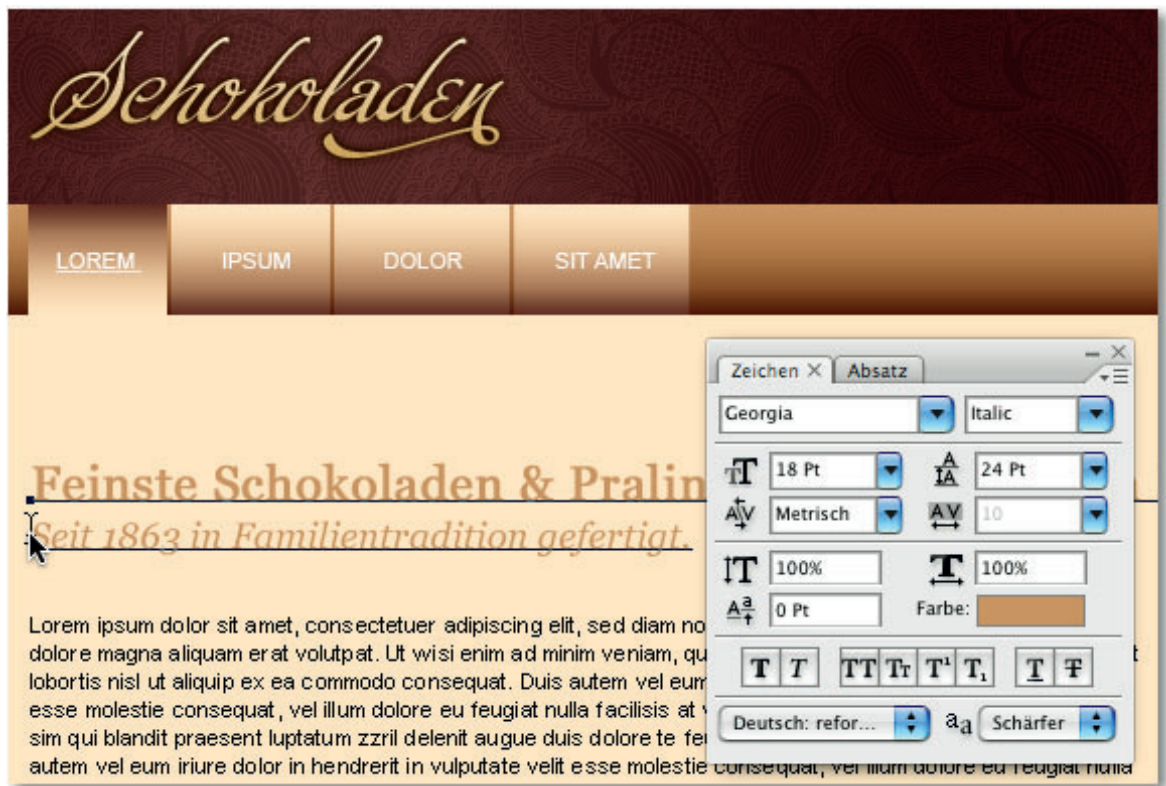 Schokoladen
LOREM IPSUM DOLOR SIT AMET
Feinste Schokoladen & Pralin
Seit 1863 in Familientradition gefertigt.
Lorem ipsum dolor sit amet, consectetuer adipiscing elit, sed diam no
dolore magna aliquam erat volutpat. Ut wisi enim ad minim veniam, qu
lobortis nisl ut aliquip ex ea commodo consequat. Duis autem vel eum
esse molestie consequat, vel illum dolore eu feugiat nulla facilisis at v
sim qui blandit praesent luptatum zzril delenit augue duis dolore te feu
autem vel eum iriure dolor in hendrerit in vulputate velit esse molestie consequat, vel illum dolore eu feugiat nulla
Zeichen Absatz
Georgia Italic
18 Pt 24 Pt
Metrisch 10
100% 100%
0 Pt Farbe:
T T TT Tr T¹ T₁ T T
Deutsch: refor... aa Schärfer